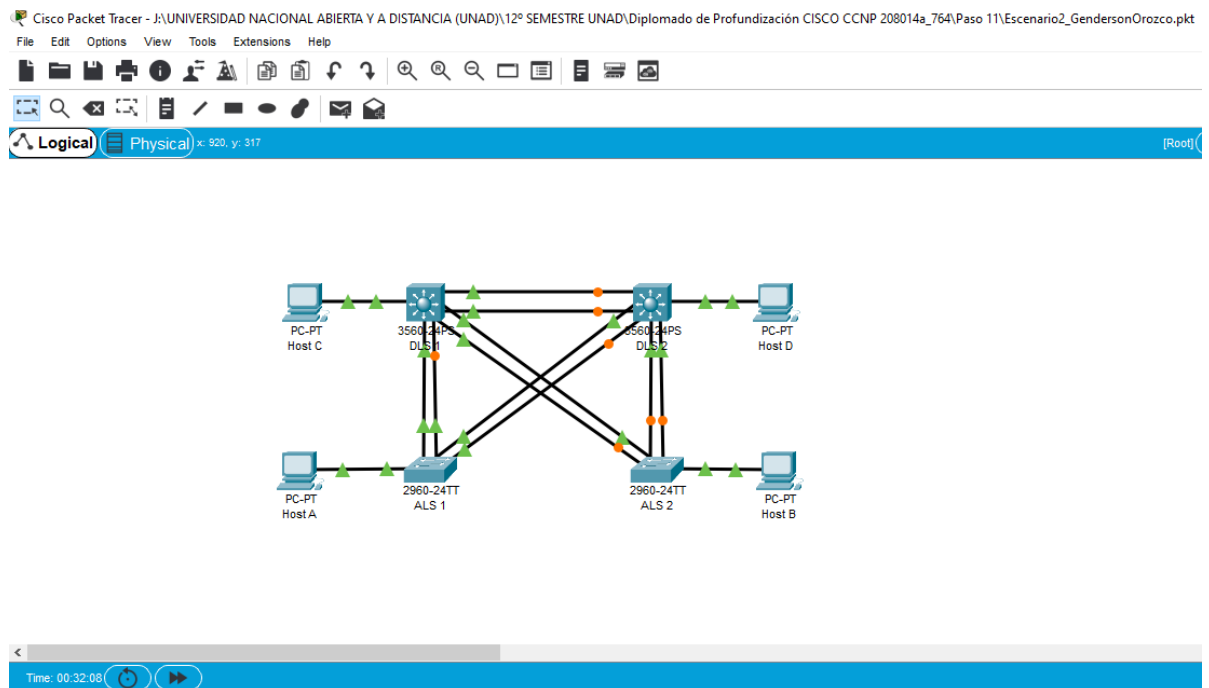 Cisco Packet Tracer - J:\UNIVERSIDAD NACIONAL ABIERTA Y A DISTANCIA (UNAD)\12º SEMESTRE UNAD\Diplomado de Profundización CISCO CCNP 208014a_764\Paso 11\Escenario2_GendersonOrozco.pkt
File Edit Options View Tools Extensions Help
Logical Physical x: 920, y: 317 [Root]
PC-PT 3560-24PS 3560-24PS PC-PT
Host C DLS 1 DLS 2 Host D
2960-24TT 2960-24TT
PC-PT ALS 1 ALS 2 PC-PT
Host A Host B
Time: 00:32:08